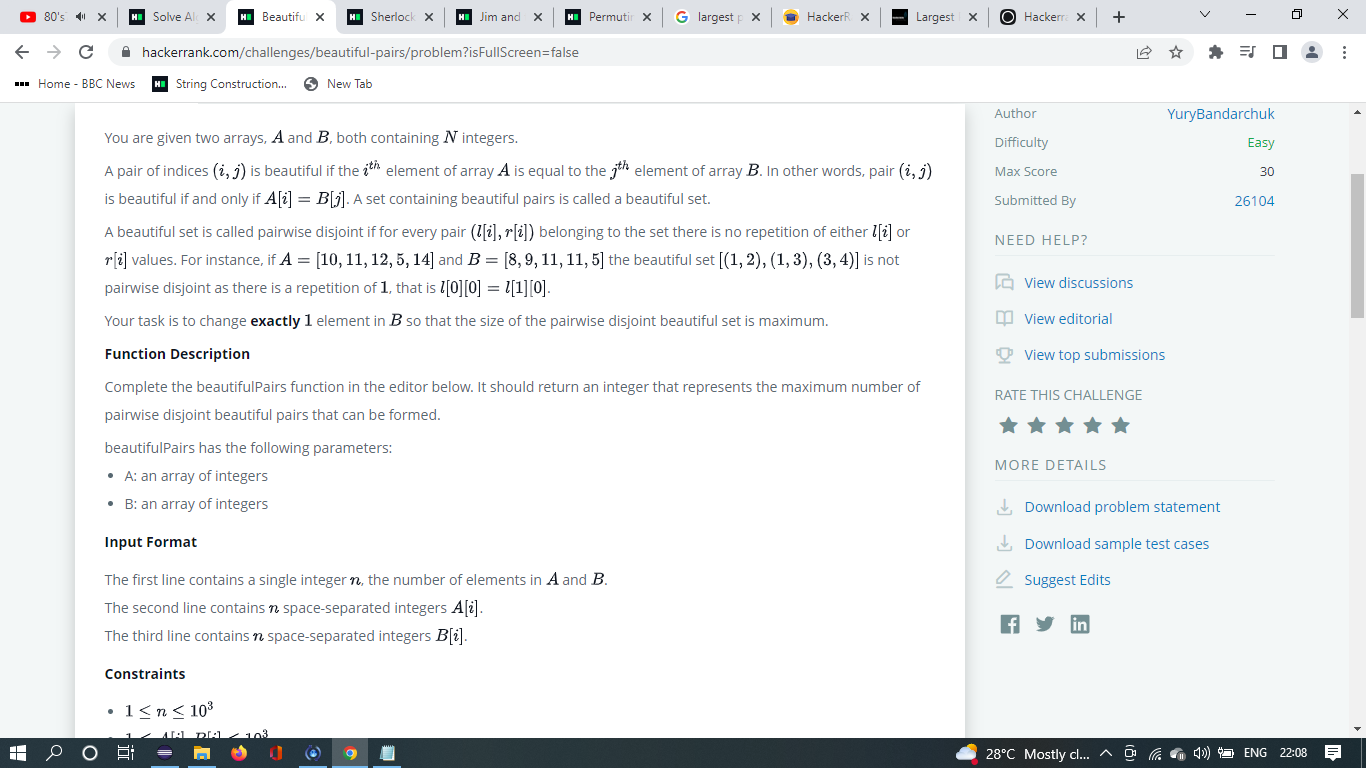 80's
Solve Al
Beautifu
Sherlock
Jim and
Permutin
largest p
HackerR
Largest
Hackerra
hackerrank.com/challenges/beautiful-pairs/problem?isFullScreen=false
Home - BBC News
String Construction...
New Tab
You are given two arrays, A and B, both containing N integers.
A pair of indices (i, j) is beautiful if the i^th element of array A is equal to the j^th element of array B. In other words, pair (i, j)
is beautiful if and only if A[i] = B[j]. A set containing beautiful pairs is called a beautiful set.
A beautiful set is called pairwise disjoint if for every pair (l[i], r[i]) belonging to the set there is no repetition of either l[i] or
r[i] values. For instance, if A = [10, 11, 12, 5, 14] and B = [8, 9, 11, 11, 5] the beautiful set [(1, 2), (1, 3), (3, 4)] is not
pairwise disjoint as there is a repetition of 1, that is l[0][0] = l[1][0].
Your task is to change exactly 1 element in B so that the size of the pairwise disjoint beautiful set is maximum.
Function Description
Complete the beautifulPairs function in the editor below. It should return an integer that represents the maximum number of
pairwise disjoint beautiful pairs that can be formed.
beautifulPairs has the following parameters:
• A: an array of integers
• B: an array of integers
Input Format
The first line contains a single integer n, the number of elements in A and B.
The second line contains n space-separated integers A[i].
The third line contains n space-separated integers B[i].
Constraints
• 1 ≤ n ≤ 10^3
Author YuryBandarchuk
Difficulty Easy
Max Score 30
Submitted By 26104
NEED HELP?
View discussions
View editorial
View top submissions
RATE THIS CHALLENGE
MORE DETAILS
Download problem statement
Download sample test cases
Suggest Edits
28°C Mostly cl... ENG 22:08